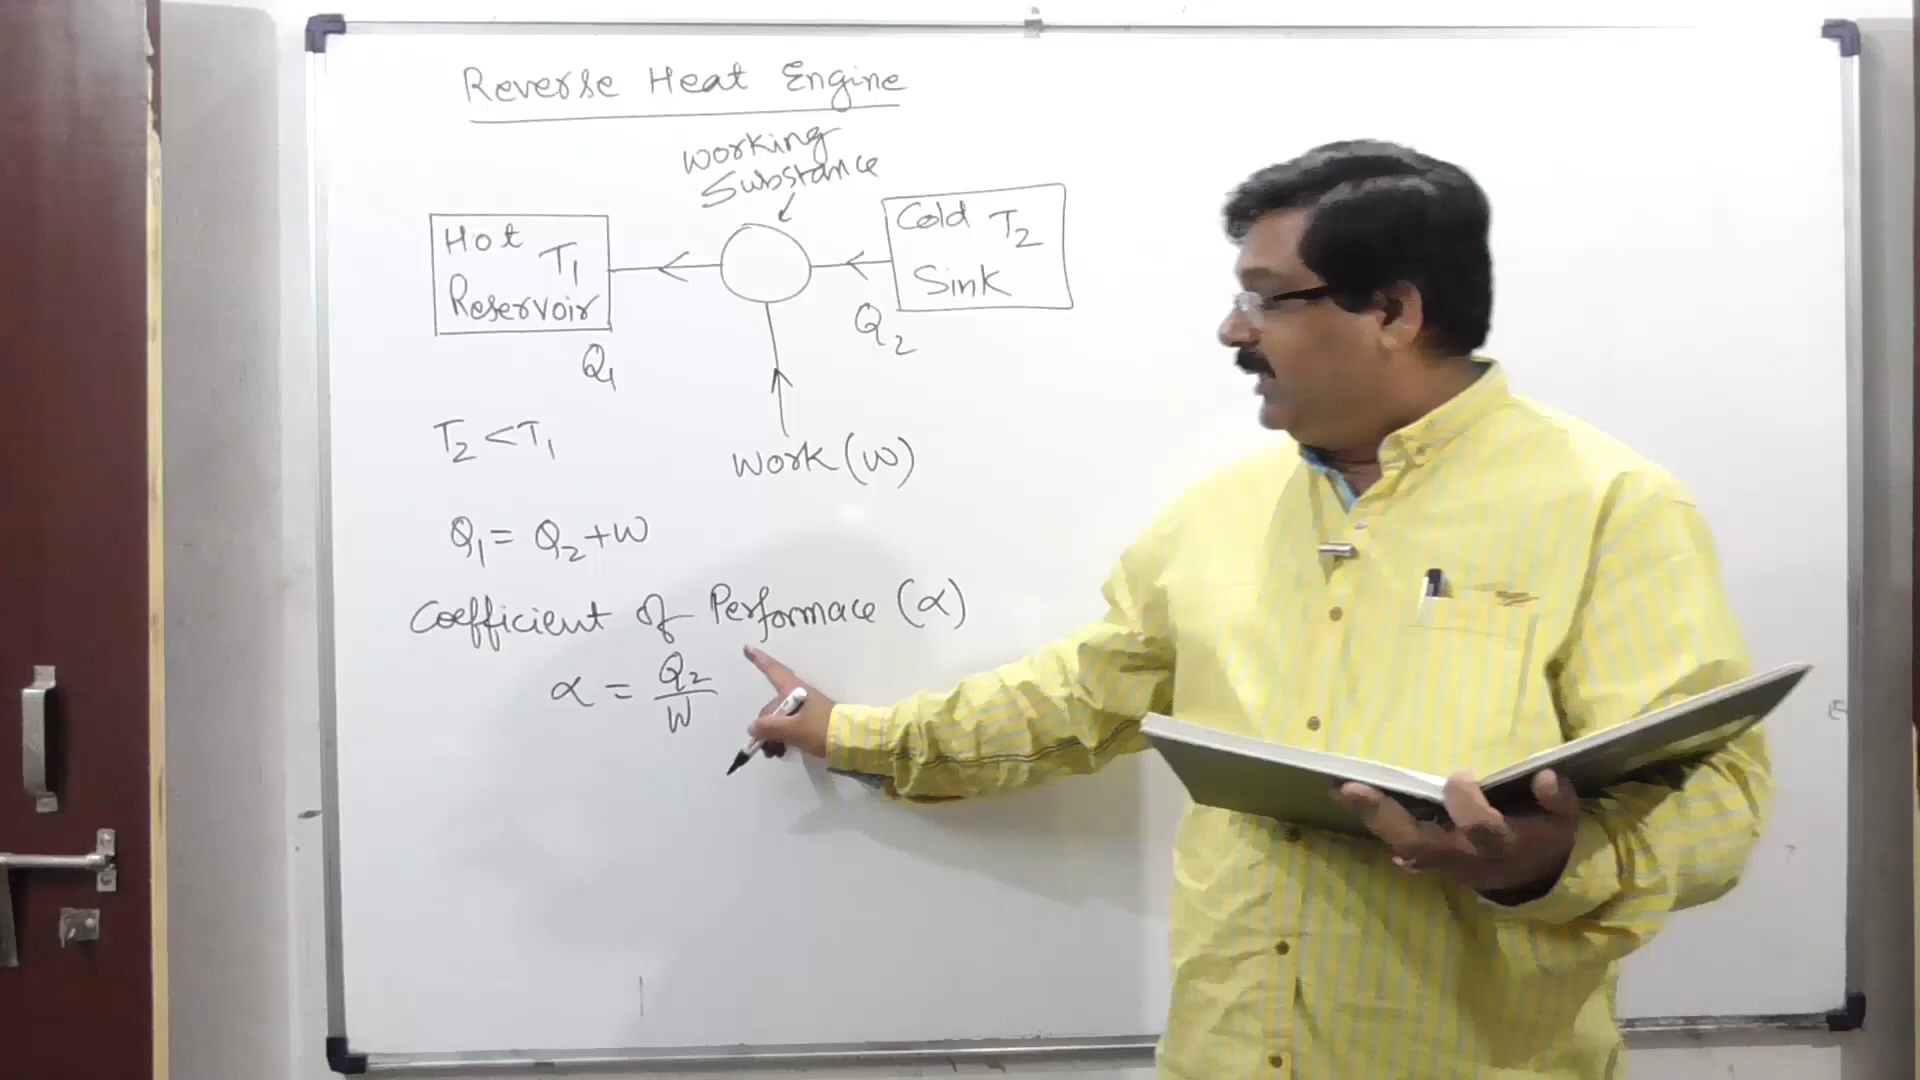 Reverse Heat Engine
Working
Substance
Hot T₁
Reservoir
Cold T₂
Sink
Q₁
Q₂
T₂ < T₁
Work (W)
Q₁ = Q₂ + W
Coefficient of Performace (α)
α = Q₂/W